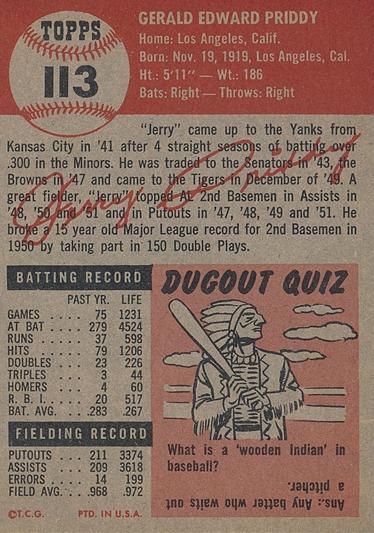 TOPPS
113
GERALD EDWARD PRIDDY
Home: Los Angeles, Calif.
Born: Nov. 19, 1919, Los Angeles, Cal.
Ht.: 5'11" — Wt.: 186
Bats: Right — Throws: Right
"Jerry" came up to the Yanks from
Kansas City in '41 after 4 straight seasons of batting over
.300 in the Minors. He was traded to the Senators in '43, the
Browns in '47 and came to the Tigers in December of '49. A
great fielder, "Jerry" topped AL 2nd Basemen in Assists in
'48, '50 and '51 and in Putouts in '47, '48, '49 and '51. He
broke a 15 year old Major League record for 2nd Basemen in
1950 by taking part in 150 Double Plays.
Jerry Priddy
BATTING RECORD
PAST YR. LIFE
GAMES .... 75 1231
AT BAT .... 279 4524
RUNS .... 37 598
HITS .... 79 1206
DOUBLES .... 23 226
TRIPLES .... 3 44
HOMERS .... 4 60
R. B. I. .... 20 517
BAT. AVG. ... .283 .267
FIELDING RECORD
PUTOUTS .... 211 3374
ASSISTS .... 209 3618
ERRORS .... 14 199
FIELD AVG. .. .968 .972
©T.C.G. PTD. IN U.S.A.
DUGOUT QUIZ
What is a 'wooden Indian' in
baseball?
Ans.: Any batter who waits out
a pitcher.